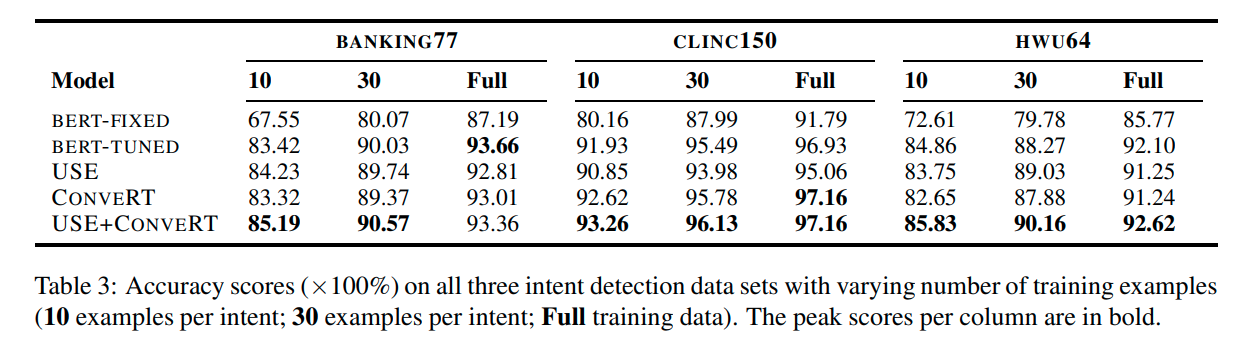 BANKING77 CLINC150 HWU64
Model 10 30 Full 10 30 Full 10 30 Full
BERT-FIXED 67.55 80.07 87.19 80.16 87.99 91.79 72.61 79.78 85.77
BERT-TUNED 83.42 90.03 93.66 91.93 95.49 96.93 84.86 88.27 92.10
USE 84.23 89.74 92.81 90.85 93.98 95.06 83.75 89.03 91.25
CONVERT 83.32 89.37 93.01 92.62 95.78 97.16 82.65 87.88 91.24
USE+CONVERT 85.19 90.57 93.36 93.26 96.13 97.16 85.83 90.16 92.62
Table 3: Accuracy scores (×100%) on all three intent detection data sets with varying number of training examples
(10 examples per intent; 30 examples per intent; Full training data). The peak scores per column are in bold.